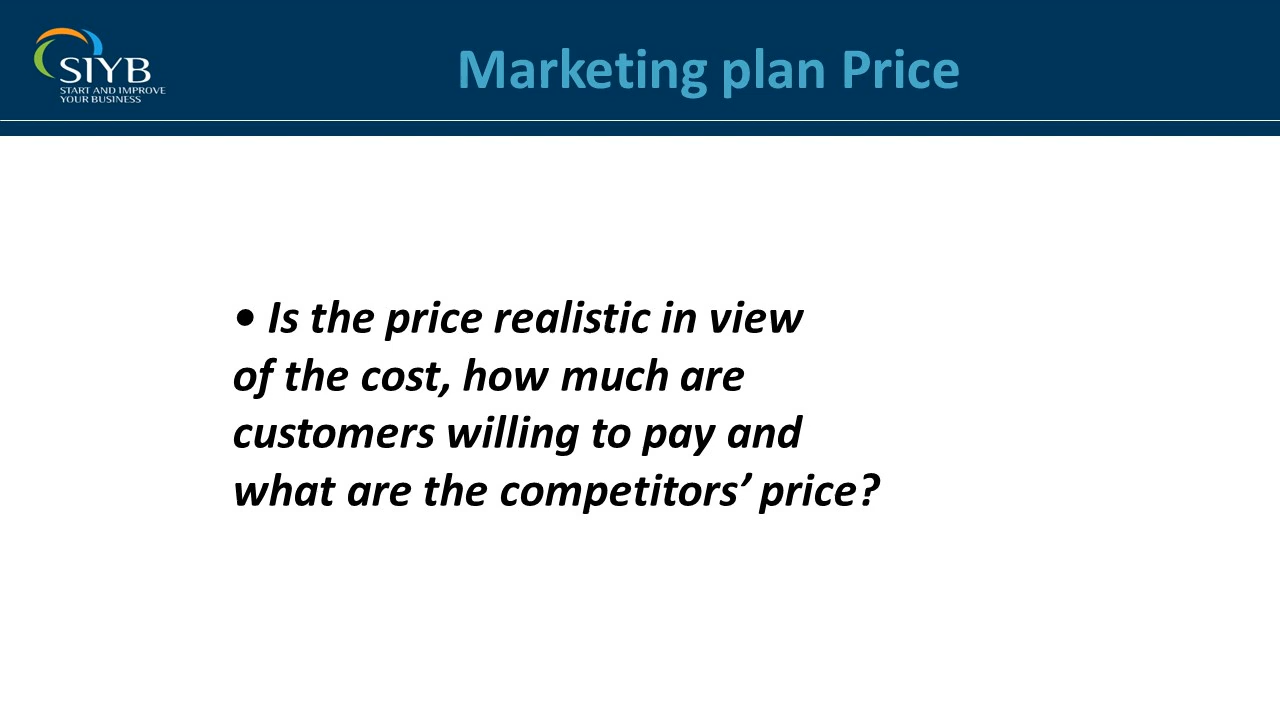 SIYB
START AND IMPROVE
YOUR BUSINESS
Marketing plan Price
• Is the price realistic in view
of the cost, how much are
customers willing to pay and
what are the competitors’ price?